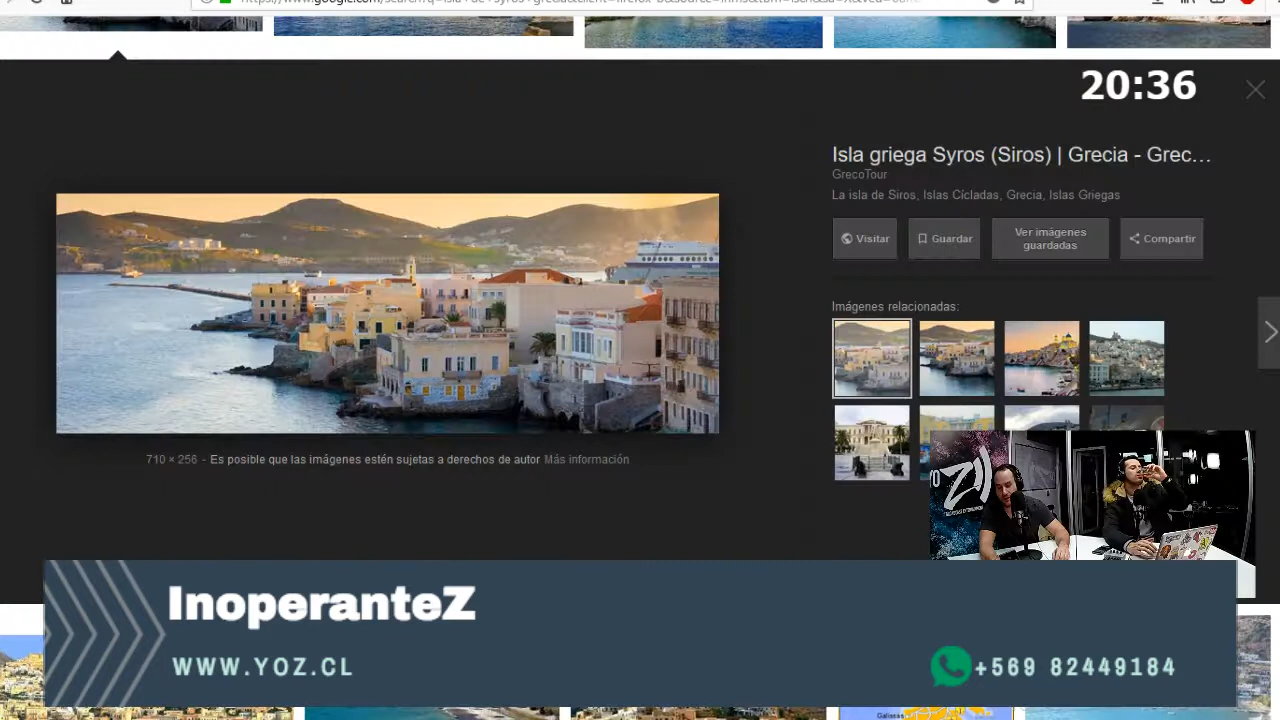 20:36
Isla griega Syros (Siros) | Grecia - Grec...
GrecoTour
La isla de Siros, Islas Cícladas, Grecia, Islas Griegas
Visitar
Guardar
Ver imágenes
guardadas
Compartir
Imágenes relacionadas:
710 × 256 - Es posible que las imágenes estén sujetas a derechos de autor Más información
InoperanteZ
WWW.YOZ.CL
+569 82449184